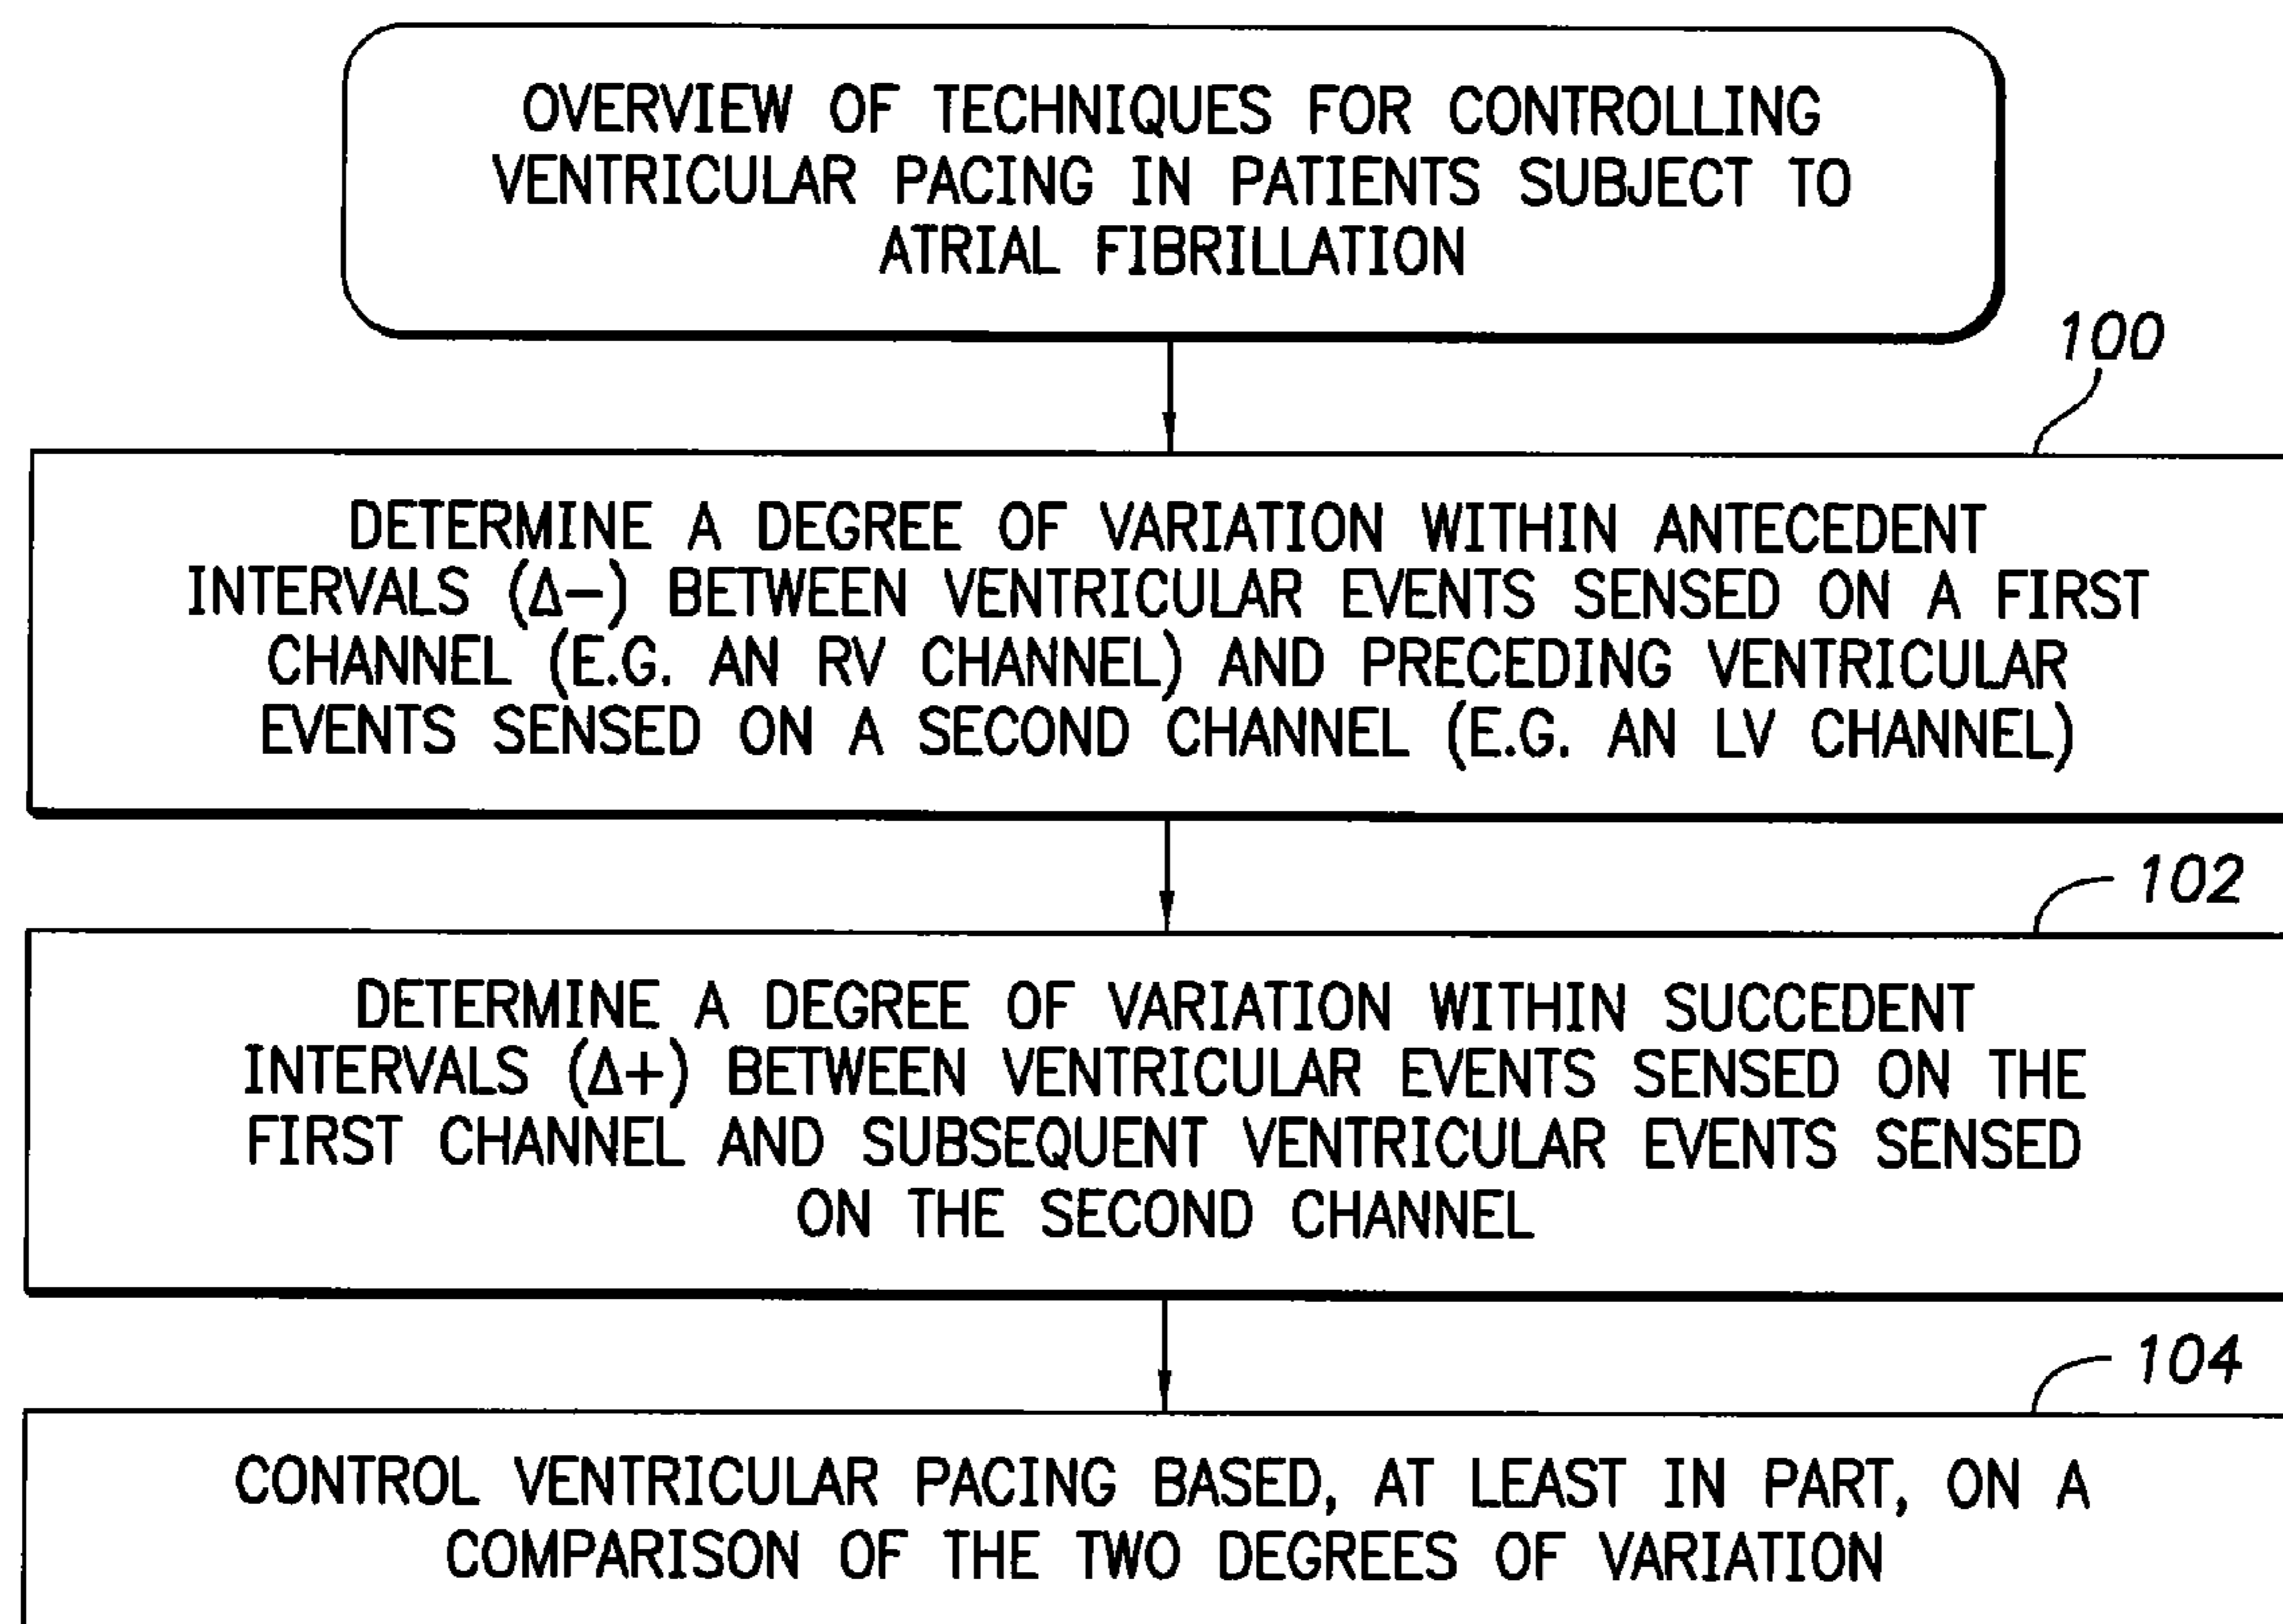 OVERVIEW OF TECHNIQUES FOR CONTROLLING
VENTRICULAR PACING IN PATIENTS SUBJECT TO
ATRIAL FIBRILLATION
100
DETERMINE A DEGREE OF VARIATION WITHIN ANTECEDENT
INTERVALS (Δ−) BETWEEN VENTRICULAR EVENTS SENSED ON A FIRST
CHANNEL (E.G. AN RV CHANNEL) AND PRECEDING VENTRICULAR
EVENTS SENSED ON A SECOND CHANNEL (E.G. AN LV CHANNEL)
102
DETERMINE A DEGREE OF VARIATION WITHIN SUCCEDENT
INTERVALS (Δ+) BETWEEN VENTRICULAR EVENTS SENSED ON THE
FIRST CHANNEL AND SUBSEQUENT VENTRICULAR EVENTS SENSED
ON THE SECOND CHANNEL
104
CONTROL VENTRICULAR PACING BASED, AT LEAST IN PART, ON A
COMPARISON OF THE TWO DEGREES OF VARIATION